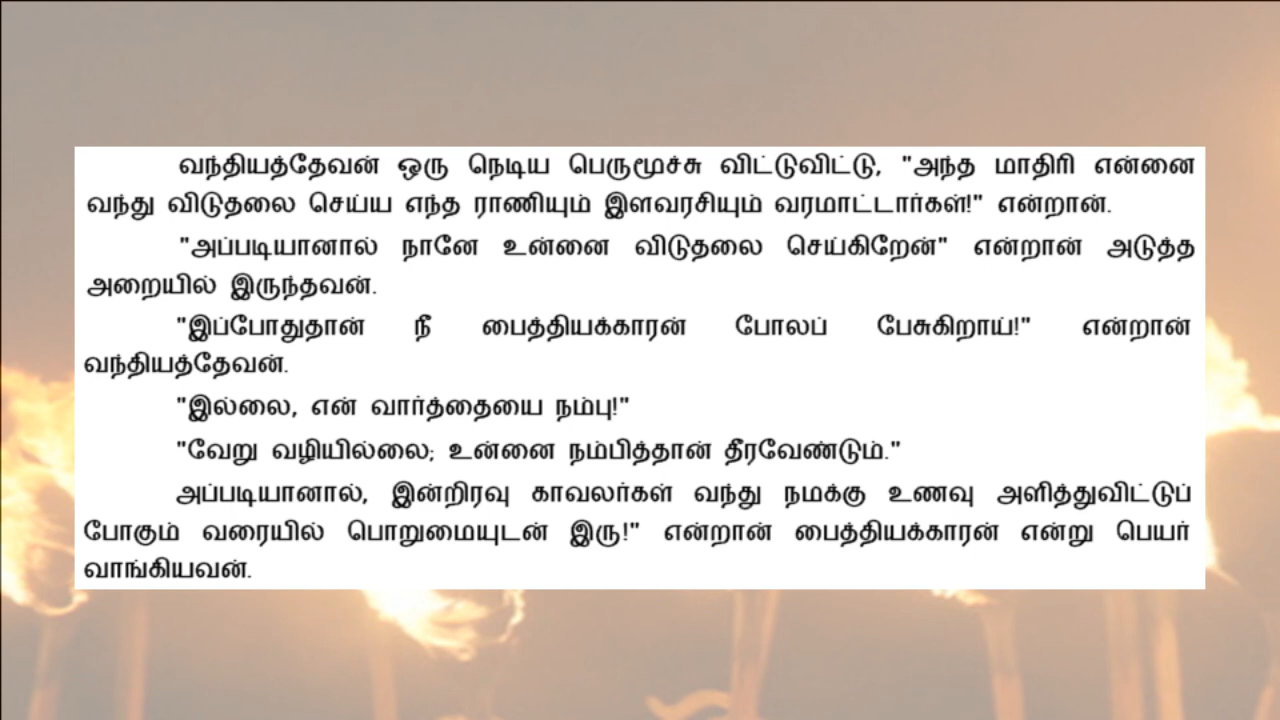 வந்தியத்தேவன் ஒரு நெடிய பெருமூச்சு விட்டுவிட்டு, "அந்த மாதிரி என்னை
வந்து விடுதலை செய்ய எந்த ராணியும் இளவரசியும் வரமாட்டார்கள்!" என்றான்.
"அப்படியானால் நானே உன்னை விடுதலை செய்கிறேன்" என்றான் அடுத்த
அறையில் இருந்தவன்.
"இப்போதுதான் நீ பைத்தியக்காரன் போலப் பேசுகிறாய்!" என்றான்
வந்தியத்தேவன்.
"இல்லை, என் வார்த்தையை நம்பு!"
"வேறு வழியில்லை; உன்னை நம்பித்தான் தீரவேண்டும்."
அப்படியானால், இன்றிரவு காவலர்கள் வந்து நமக்கு உணவு அளித்துவிட்டுப்
போகும் வரையில் பொறுமையுடன் இரு!" என்றான் பைத்தியக்காரன் என்று பெயர்
வாங்கியவன்.